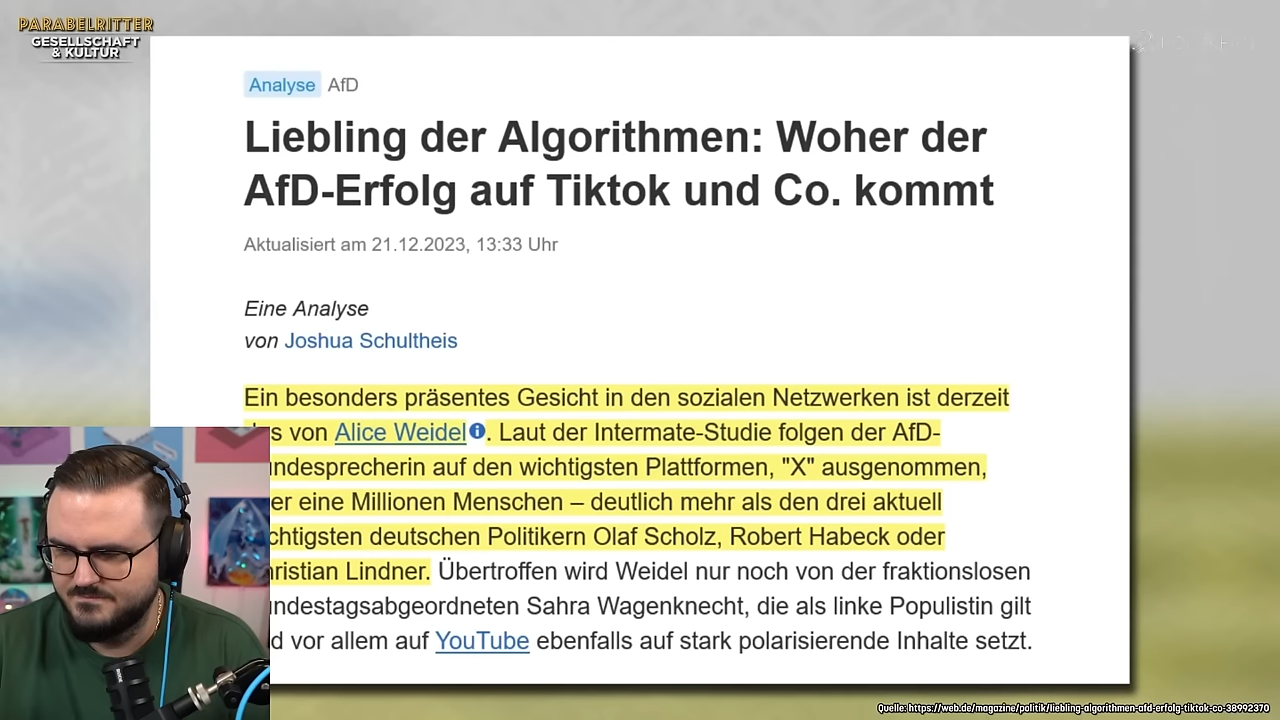 PARABELRITTER
GESELLSCHAFT
& KULTUR
Analyse AfD
Liebling der Algorithmen: Woher der
AfD-Erfolg auf Tiktok und Co. kommt
Aktualisiert am 21.12.2023, 13:33 Uhr
Eine Analyse
von Joshua Schultheis
Ein besonders präsentes Gesicht in den sozialen Netzwerken ist derzeit
von Alice Weidel. Laut der Intermate-Studie folgen der AfD-
auf den wichtigsten Plattformen, "X" ausgenommen,
eine Millionen Menschen – deutlich mehr als den drei aktuell
deutschen Politikern Olaf Scholz, Robert Habeck oder
Lindner. Übertroffen wird Weidel nur noch von der fraktionslosen
Sahra Wagenknecht, die als linke Populistin gilt
vor allem auf YouTube ebenfalls auf stark polarisierende Inhalte setzt.
Quelle: https://web.de/magazine/politik/liebling-algorithmen-afd-erfolg-tiktok-co-38992370